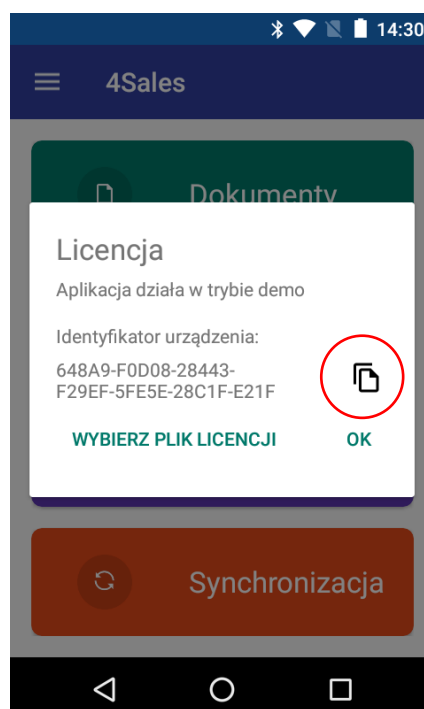 14:30
4Sales
Dokumenty
Licencja
Aplikacja działa w trybie demo
Identyfikator urządzenia:
648A9-F0D08-28443-
F29EF-5FE5E-28C1F-E21F
WYBIERZ PLIK LICENCJI OK
Synchronizacja